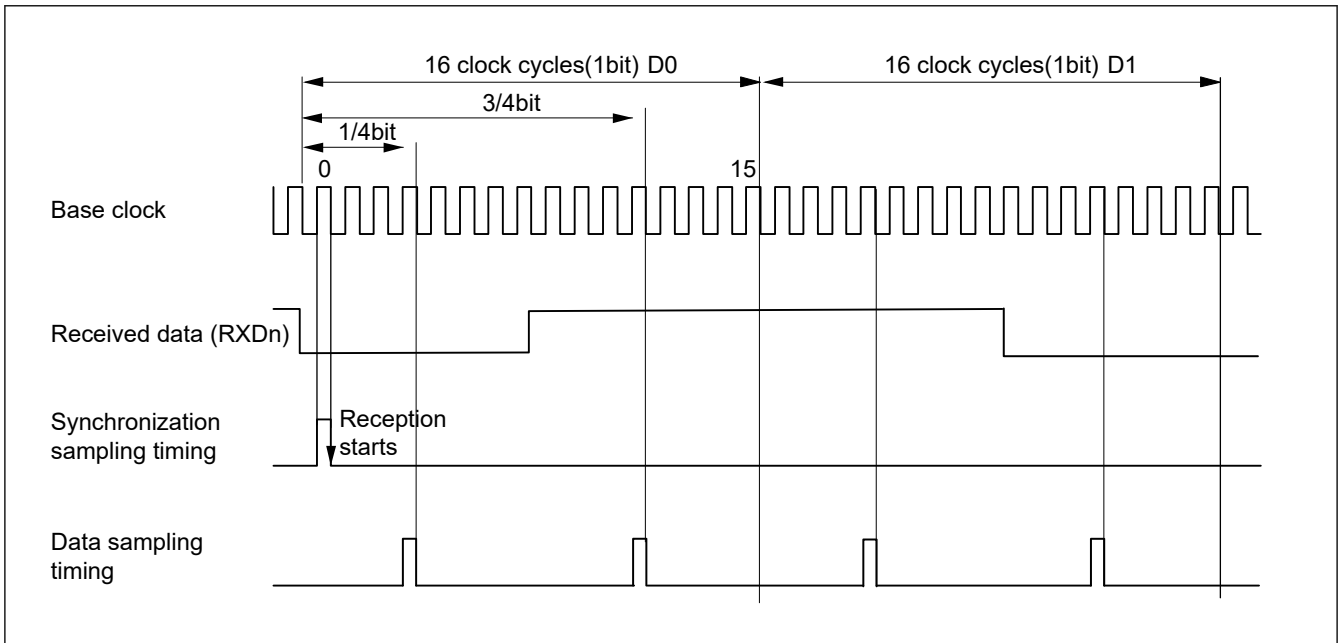 16 clock cycles(1bit) D0
16 clock cycles(1bit) D1
3/4bit
1/4bit
0
15
Base clock
Received data (RXDn)
Synchronization
sampling timing
Reception
starts
Data sampling
timing